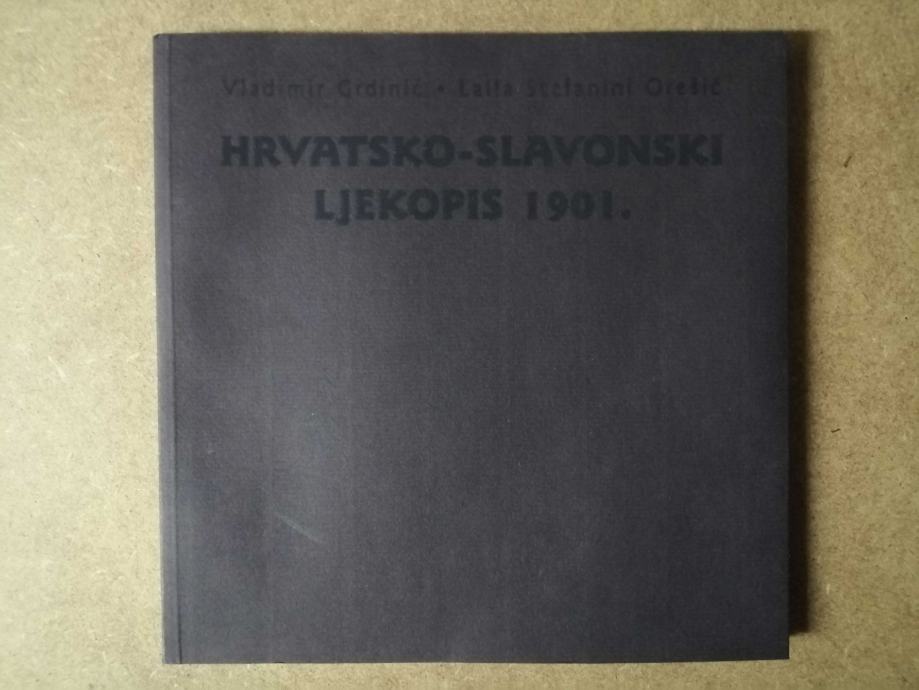 Vladimir Grdinić • Laila Stefanini Orešić
HRVATSKO-SLAVONSKI
LJEKOPIS 1901.